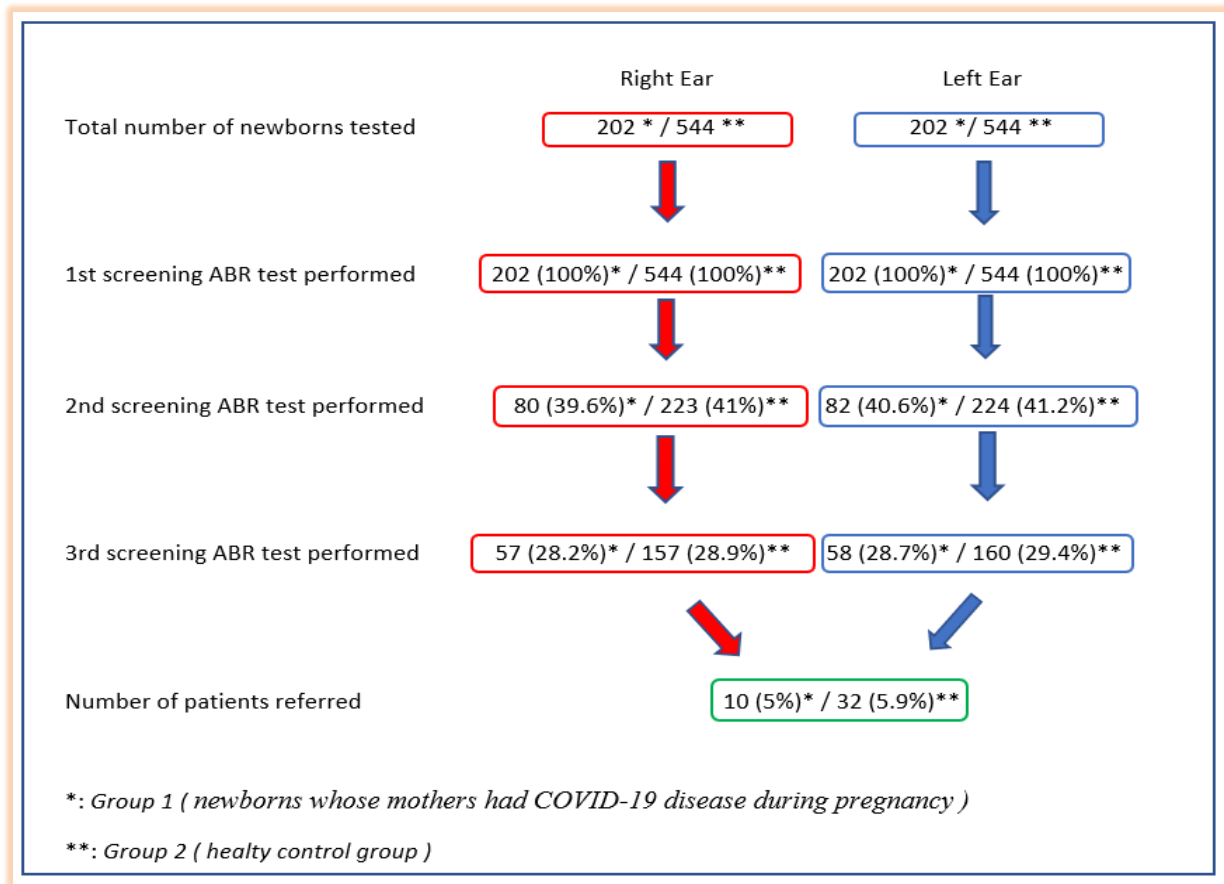 Right Ear Left Ear
Total number of newborns tested 202 * / 544 ** 202 */ 544 **
1st screening ABR test performed 202 (100%)* / 544 (100%)** 202 (100%)* / 544 (100%)**
2nd screening ABR test performed 80 (39.6%)* / 223 (41%)** 82 (40.6%)* / 224 (41.2%)**
3rd screening ABR test performed 57 (28.2%)* / 157 (28.9%)** 58 (28.7%)* / 160 (29.4%)**
Number of patients referred 10 (5%)* / 32 (5.9%)**
*: Group 1 ( newborns whose mothers had COVID-19 disease during pregnancy )
**: Group 2 ( healty control group )